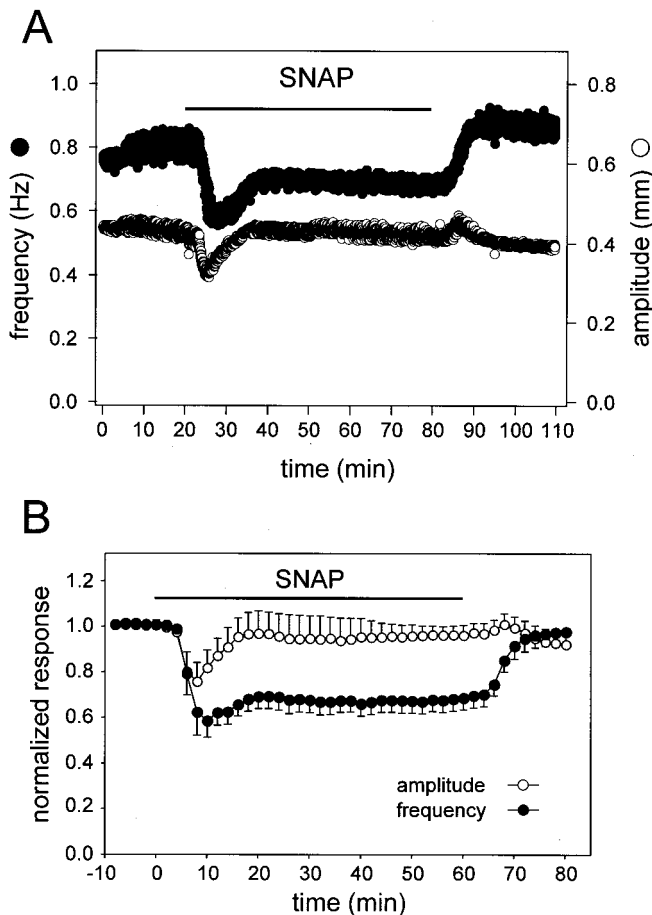 A
SNAP
frequency (Hz)
1.0
0.8
0.6
0.4
0.2
0.0
amplitude (mm)
0.8
0.6
0.4
0.2
0.0
0 10 20 30 40 50 60 70 80 90 100 110
time (min)
B
SNAP
normalized response
1.2
1.0
0.8
0.6
0.4
0.2
0.0
amplitude
frequency
-10 0 10 20 30 40 50 60 70 80
time (min)